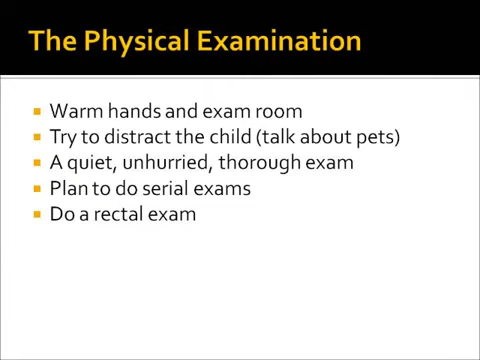 The Physical Examination
Warm hands and exam room
Try to distract the child (talk about pets)
A quiet, unhurried, thorough exam
Plan to do serial exams
Do a rectal exam